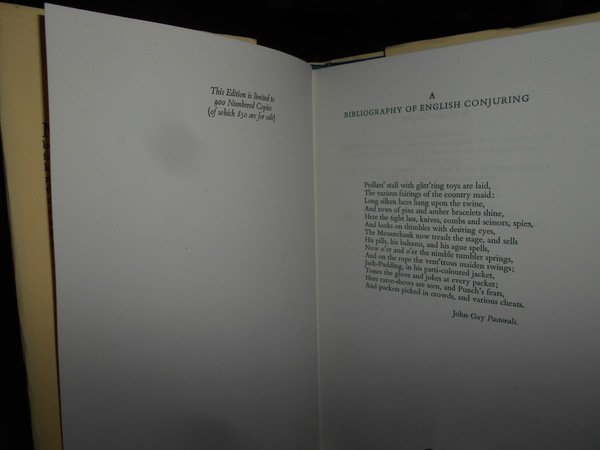 This Edition is limited to
900 Numbered Copies
(of which 850 are for sale)
A
BIBLIOGRAPHY OF ENGLISH CONJURING
Pedlars' stall with glitt'ring toys are laid,
The various fairings of the country maid:
Long silken laces hang upon the twine,
And rows of pins and amber bracelets shine,
Here the tight lass, knives, combs and scissors, spies,
And looks on thimbles with desiring eyes,
The Mountebank now treads the stage, and sells
His pills, his balsams, and his ague spells,
Now o'er and o'er the nimble tumbler springs,
And on the rope the vent'trous maiden swings;
Jack-Pudding, in his parti-coloured jacket,
Tosses the glove and jokes at every packet;
Here raree-shows are seen, and Punch's feats,
And pockets picked in crowds, and various cheats.
John Gay Pastorals.